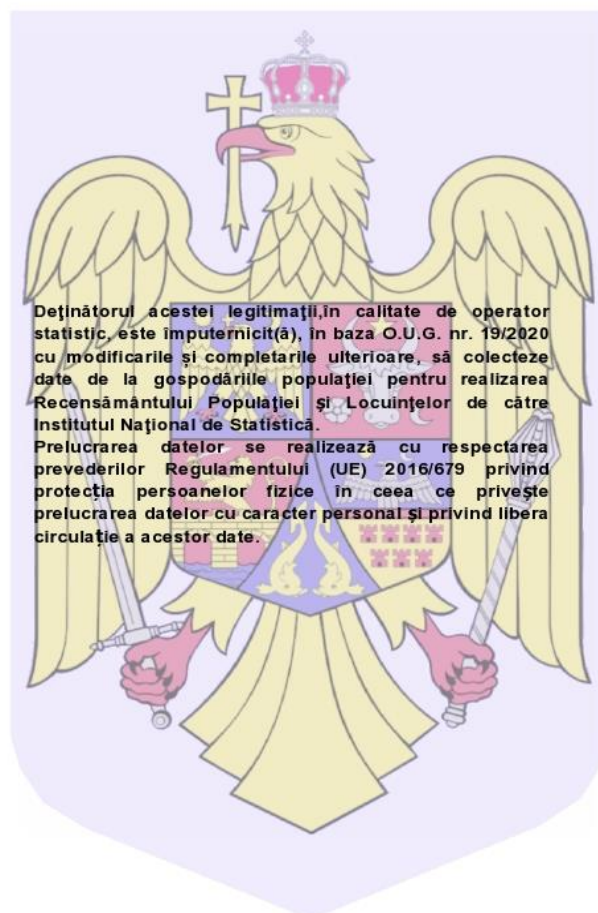 Deţinătorul acestei legitimaţii,în calitate de operator
statistic, este împuternicit(ă), în baza O.U.G. nr. 19/2020
cu modificarile și completarile ulterioare, să colecteze
date de la gospodăriile populaţiei pentru realizarea
Recensământului Populaţiei şi Locuinţelor de către
Institutul Naţional de Statistică.
Prelucrarea datelor se realizează cu respectarea
prevederilor Regulamentului (UE) 2016/679 privind
protecția persoanelor fizice în ceea ce priveşte
prelucrarea datelor cu caracter personal şi privind libera
circulație a acestor date.